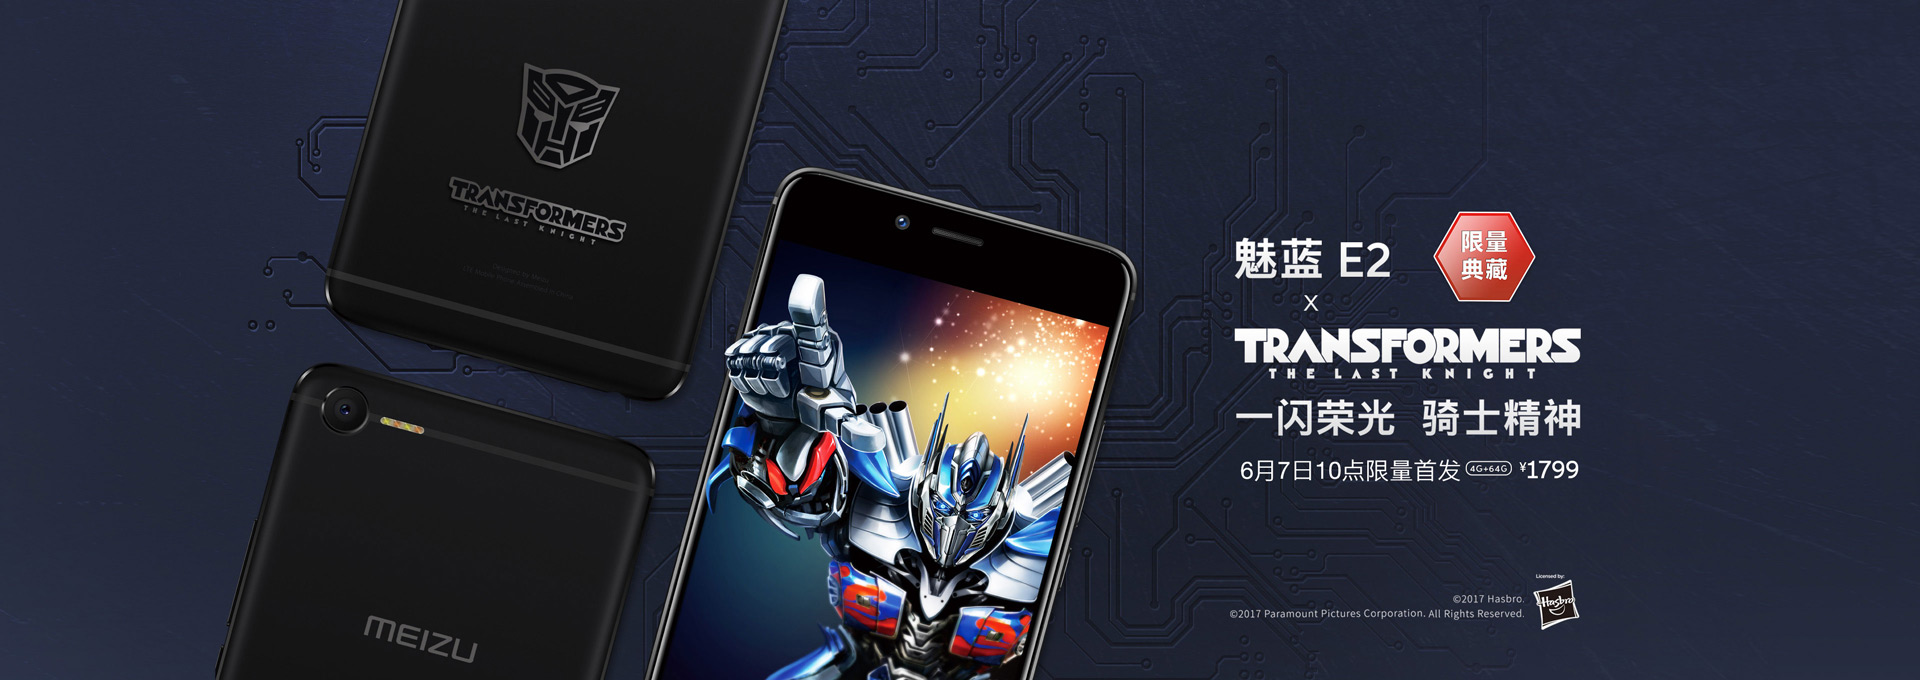 TRANSFORMERS
THE LAST KNIGHT
MEIZU
魅蓝 E2
限量
典藏
X
TRANSFORMERS
THE LAST KNIGHT
一闪荣光 骑士精神
6月7日10点限量首发 4G+64G ¥1799
Licensed by:
Hasbro
©2017 Hasbro.
©2017 Paramount Pictures Corporation. All Rights Reserved.